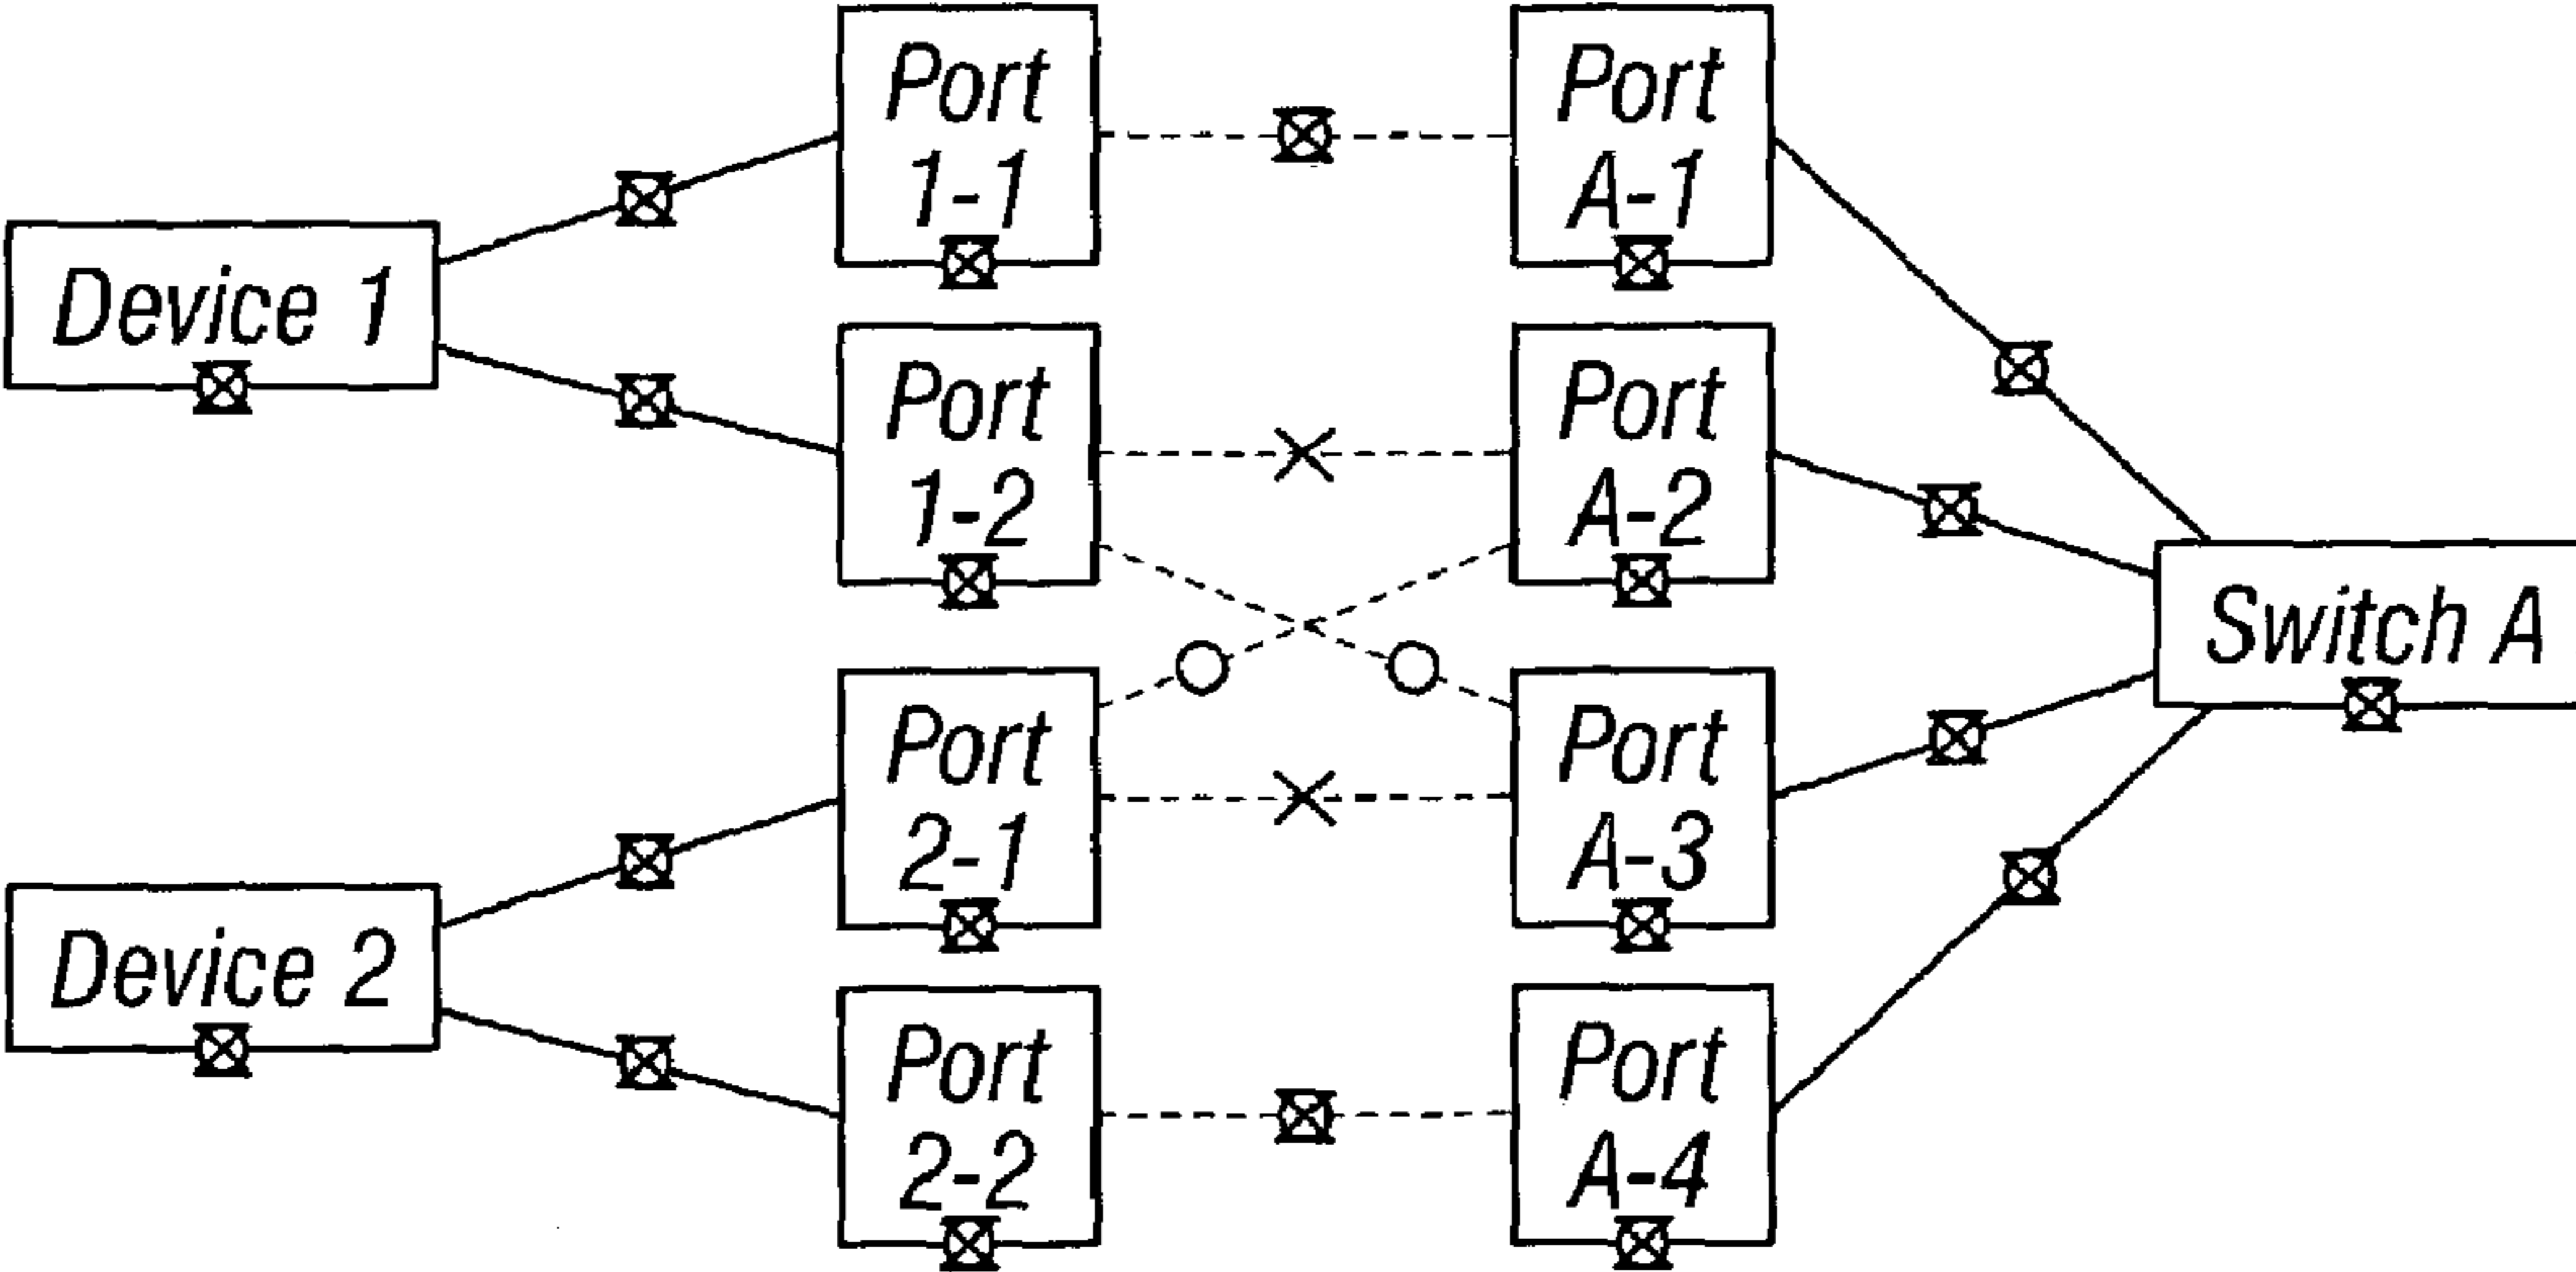 Port
1-1
Port
A-1
Device 1
Port
1-2
Port
A-2
Switch A
Port
2-1
Port
A-3
Device 2
Port
2-2
Port
A-4